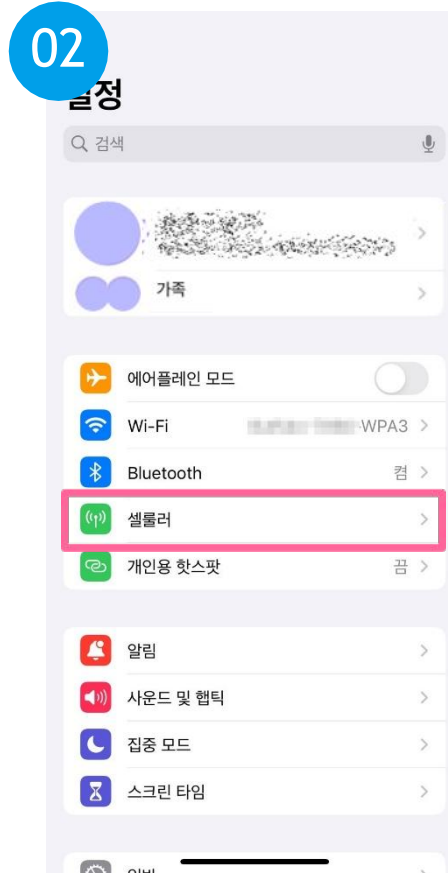 02
설정
검색
가족
에어플레인 모드
Wi-Fi WPA3
Bluetooth 켬
셀룰러
개인용 핫스팟 끔
알림
사운드 및 햅틱
집중 모드
스크린 타임